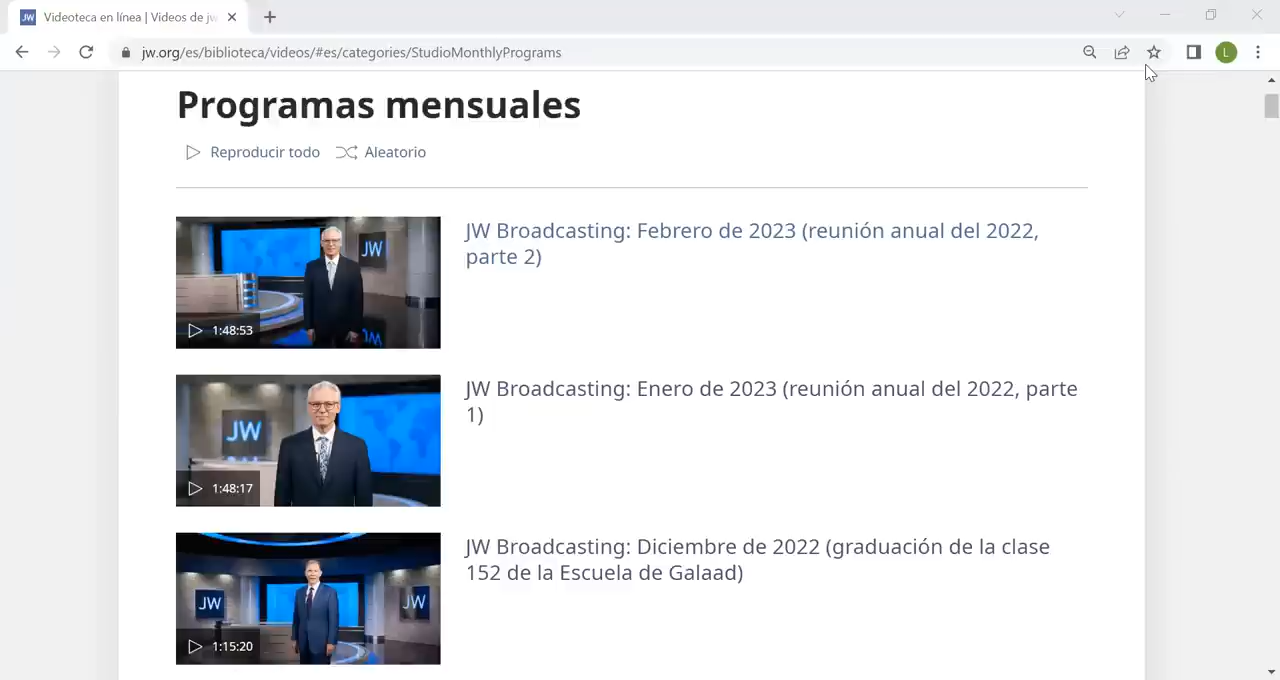 Videoteca en línea | Videos de jw
jw.org/es/biblioteca/videos/#es/categories/StudioMonthlyPrograms
L
Programas mensuales
Reproducir todo
Aleatorio
JW
1:48:53
JW Broadcasting: Febrero de 2023 (reunión anual del 2022,
parte 2)
JW
1:48:17
JW Broadcasting: Enero de 2023 (reunión anual del 2022, parte
1)
JW
JW
1:15:20
JW Broadcasting: Diciembre de 2022 (graduación de la clase
152 de la Escuela de Galaad)